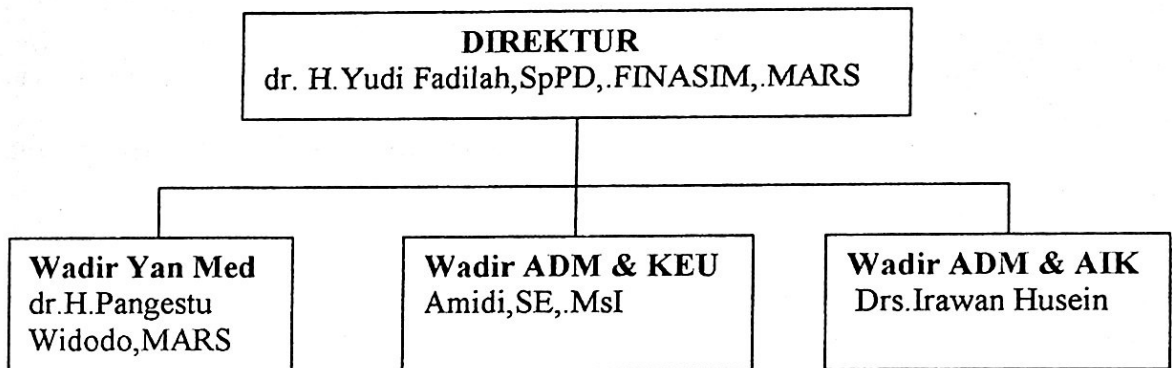 DIREKTUR
dr. H.Yudi Fadilah,SpPD,.FINASIM,.MARS
Wadir Yan Med
dr.H.Pangestu
Widodo,MARS
Wadir ADM & KEU
Amidi,SE,.MsI
Wadir ADM & AIK
Drs.Irawan Husein